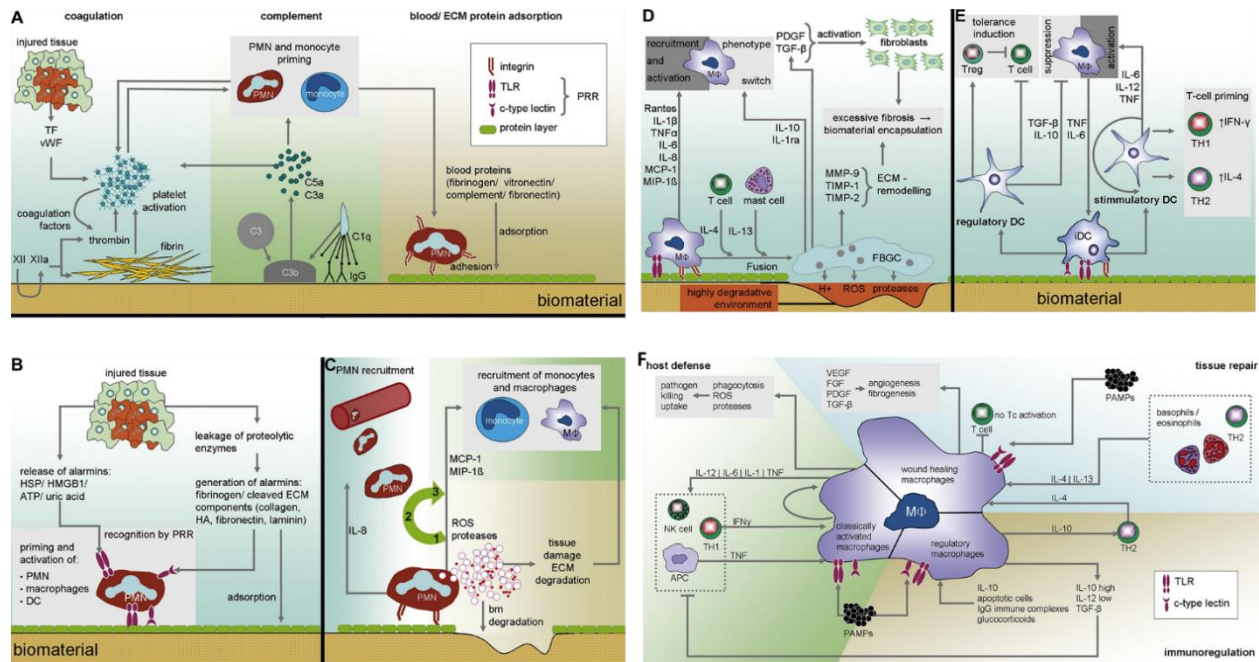 A
coagulation
complement
blood/ ECM protein adsorption
injured tissue
TF
vWF
coagulation
factors
platelet
activation
thrombin
fibrin
XII XIIa
PMN and monocyte
priming
PMN
monocyte
C5a
C3a
C3
C3b
C1q
IgG
integrin
TLR
c-type lectin
PRR
protein layer
blood proteins
(fibrinogen/ vitronectin/
complement/ fibronectin)
adsorption
adhesion
biomaterial
B
injured tissue
leakage of proteolytic
enzymes
release of alarmins:
HSP/ HMGB1/
ATP/ uric acid
generation of alarmins:
fibrinogen/ cleaved ECM
components (collagen,
HA, fibronectin, laminin)
recognition by PRR
priming and
activation of:
• PMN
• macrophages
• DC
PMN
adsorption
biomaterial
C
PMN recruitment
recruitment of monocytes
and macrophages
monocyte
MΦ
PMN
MCP-1
MIP-1ß
IL-8
3
2
1
ROS
proteases
tissue
damage
ECM
degradation
PMN
bm
degradation
D
recruitment
and
activation
phenotype
switch
MΦ
PDGF
TGF-β
activation
fibroblasts
Rantes
IL-1β
TNFα
IL-6
IL-8
MCP-1
MIP-1ß
IL-10
IL-1ra
excessive fibrosis →
biomaterial encapsulation
MMP-9
TIMP-1
TIMP-2
ECM -
remodelling
T cell
mast cell
IL-4
IL-13
MΦ
Fusion
FBGC
H+ ROS proteases
highly degradative
environment
E
tolerance
induction
Treg
T cell
suppression
MΦ
activation
IL-6
IL-12
TNF
TGF-β
IL-10
TNF
IL-6
T-cell priming
↑IFN-γ
TH1
↑IL-4
TH2
regulatory DC
stimmulatory DC
iDC
biomaterial
F
host defense
tissue repair
pathogen
killing
uptake
phagocytosis
ROS
proteases
VEGF
FGF
PDGF
TGF-β
angiogenesis
fibrogenesis
no Tc activation
T cell
PAMPs
basophils /
eosinophils
TH2
IL-12 | IL-6 | IL-1 | TNF
wound healing
macrophages
IL-4 | IL-13
IL-4
NK cell
TH1
IFNγ
MΦ
classically
activated
macrophages
regulatory
macrophages
IL-10
TH2
APC
TNF
PAMPs
IL-10
apoptotic cells
IgG immune complexes
glucocorticoids
IL-10 high
IL-12 low
TGF-β
TLR
c-type lectin
immunoregulation